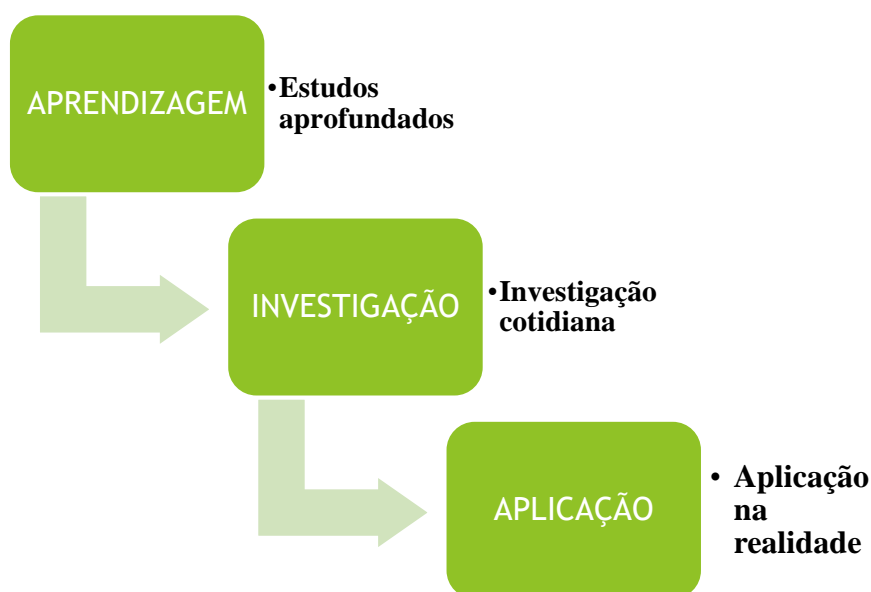 APRENDIZAGEM
•Estudos
aprofundados
INVESTIGAÇÃO
•Investigação
cotidiana
APLICAÇÃO
• Aplicação
na
realidade